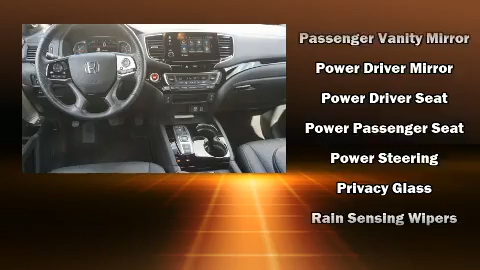 Passenger Vanity Mirror
Power Driver Mirror
Power Driver Seat
Power Passenger Seat
Power Steering
Privacy Glass
Rain Sensing Wipers